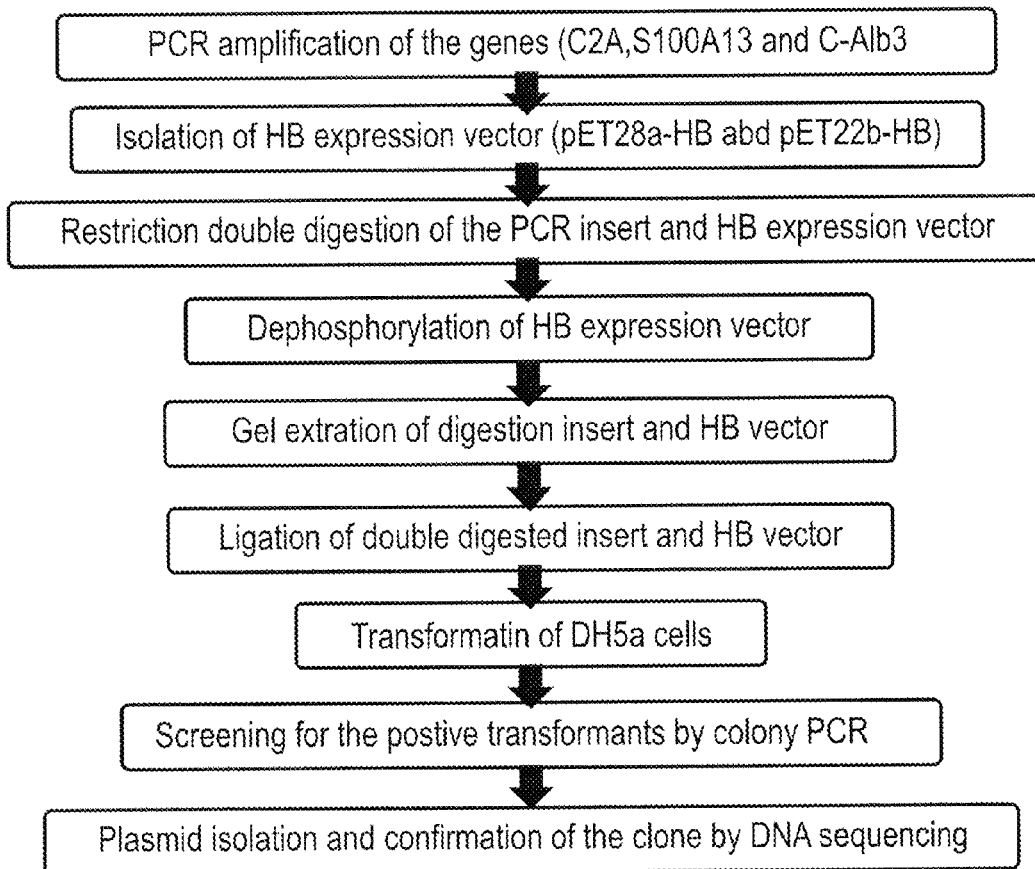 PCR amplification of the genes (C2A,S100A13 and C-Alb3
Isolation of HB expression vector (pET28a-HB abd pET22b-HB)
Restriction double digestion of the PCR insert and HB expression vector
Dephosphorylation of HB expression vector
Gel extration of digestion insert and HB vector
Ligation of double digested insert and HB vector
Transformatin of DH5a cells
Screening for the postive transformants by colony PCR
Plasmid isolation and confirmation of the clone by DNA sequencing